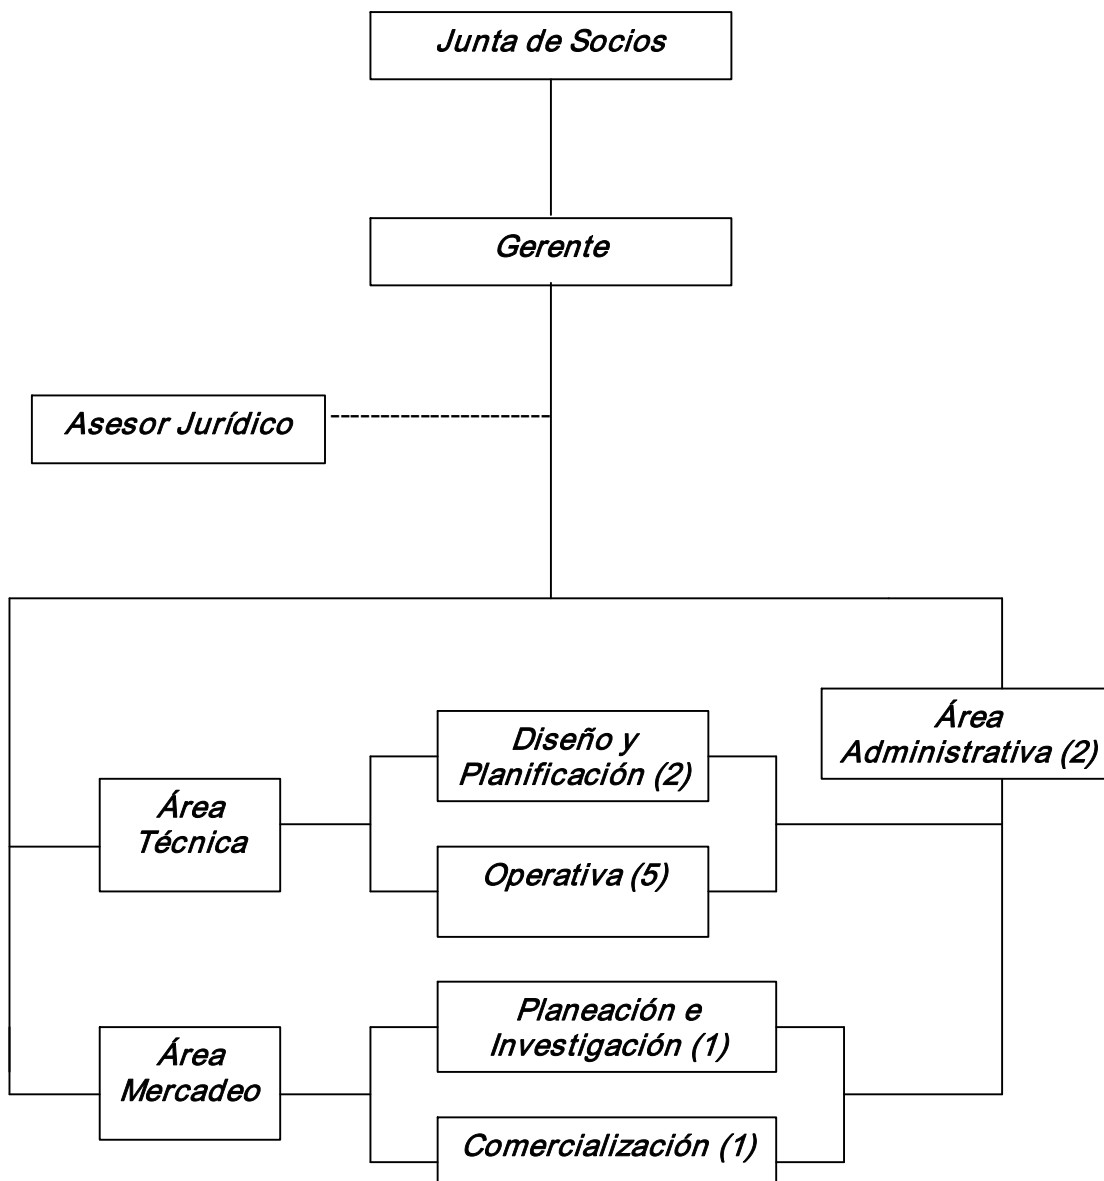 Junta de Socios
Gerente
Asesor Jurídico
Área
Administrativa (2)
Diseño y
Planificación (2)
Área
Técnica
Operativa (5)
Planeación e
Investigación (1)
Área
Mercadeo
Comercialización (1)